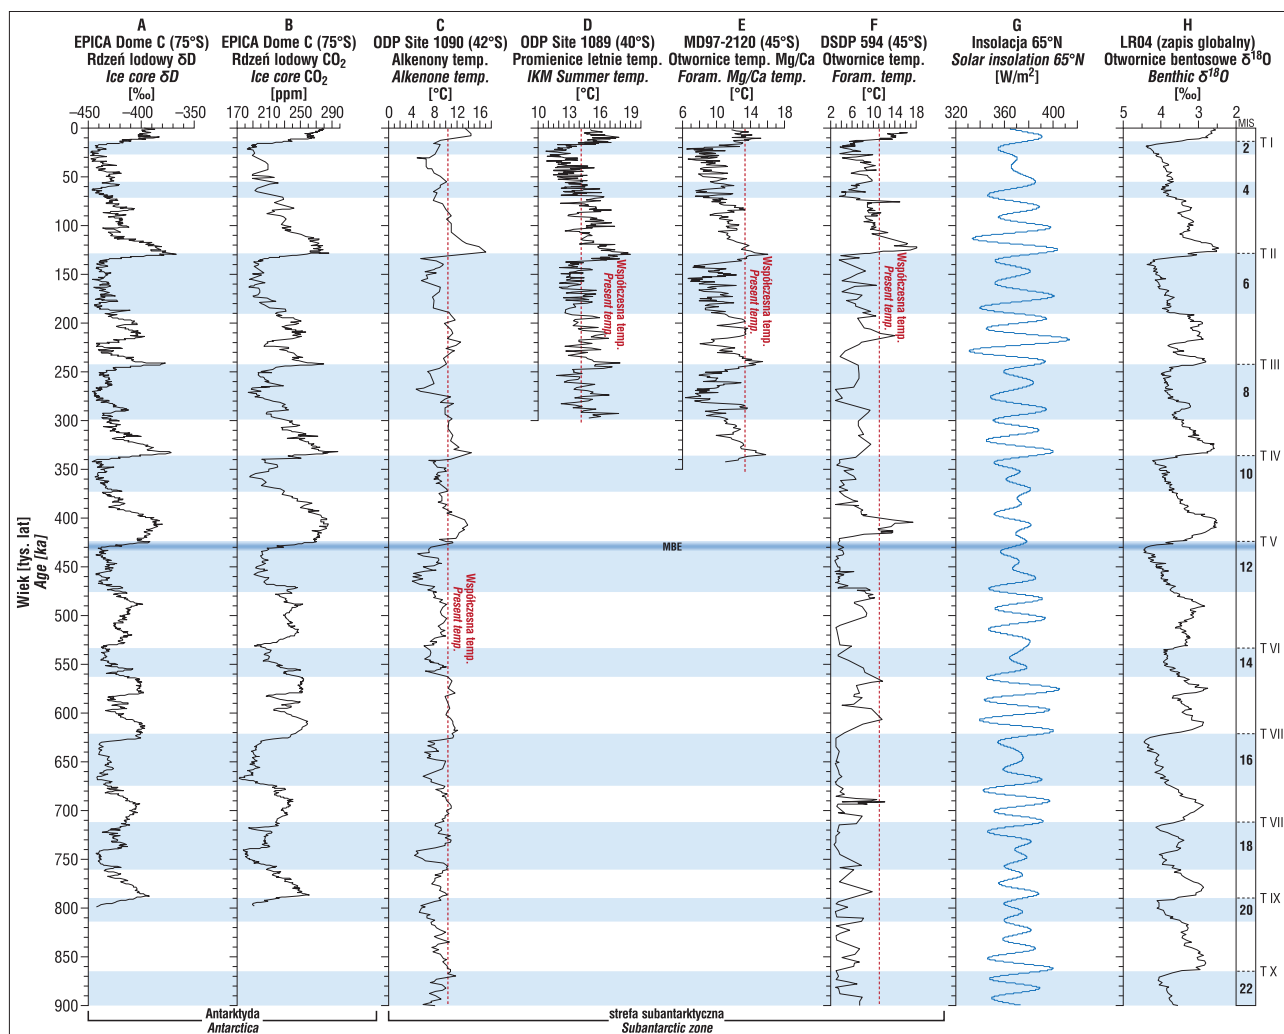 A
EPICA Dome C (75°S)
Rdzeń lodowy δD
Ice core δD
[‰]
−450 −400 −350
B
EPICA Dome C (75°S)
Rdzeń lodowy CO₂
Ice core CO₂
[ppm]
170 210 250 290
C
ODP Site 1090 (42°S)
Alkenony temp.
Alkenone temp.
[°C]
0 4 8 12 16
D
ODP Site 1089 (40°S)
Promienice letnie temp.
IKM Summer temp.
[°C]
10 13 16 19
E
MD97-2120 (45°S)
Otwornice temp. Mg/Ca
Foram. Mg/Ca temp.
[°C]
6 10 14 18
F
DSDP 594 (45°S)
Otwornice temp.
Foram. temp.
[°C]
2 6 10 14 18
G
Insolacja 65°N
Solar insolation 65°N
[W/m²]
320 360 400
H
LR04 (zapis globalny)
Otwornice bentosowe δ¹⁸O
Benthic δ¹⁸O
[‰]
5 4 3 2
MIS
Wiek [tys. lat]
Age [ka]
0
50
100
150
200
250
300
350
400
450
500
550
600
650
700
750
800
850
900
Współczesna temp.
Present temp.
Współczesna temp.
Present temp.
Współczesna temp.
Present temp.
Współczesna temp.
Present temp.
MBE
2
4
6
8
10
12
14
16
18
20
22
T I
T II
T III
T IV
T V
T VI
T VII
T VII
T IX
T X
Antarktyda
Antarctica
strefa subantarktyczna
Subantarctic zone